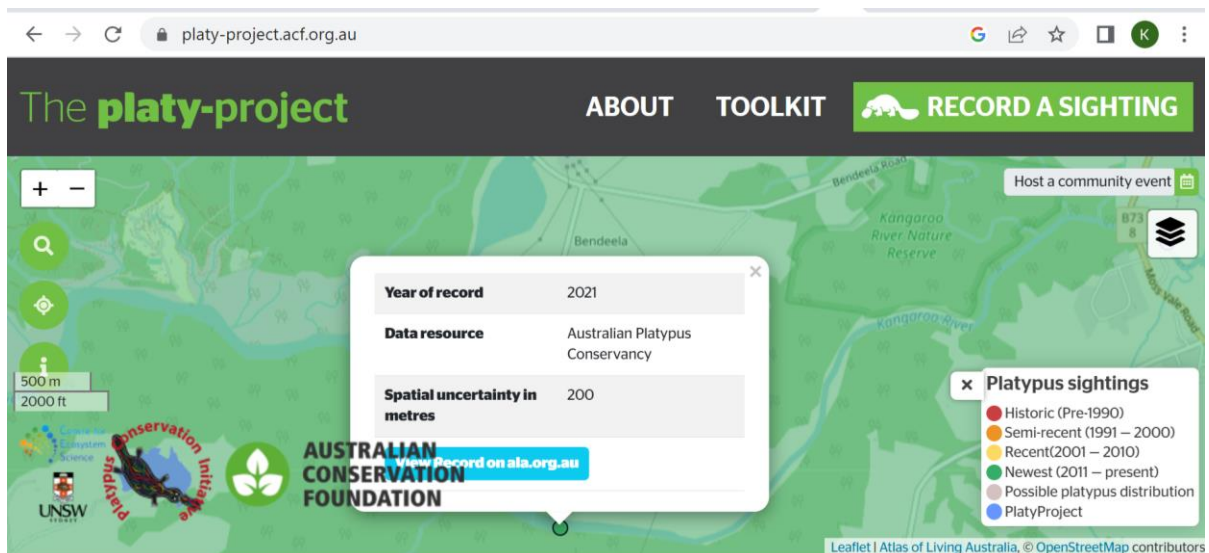 platy-project.acf.org.au
K
The platy-project
ABOUT
TOOLKIT
RECORD A SIGHTING
+ −
Host a community event
Bendeela Road
Kangaroo
River Nature
Reserve
B73
8
Moss Vale Road
Bendeela
Kangaroo River
×
Year of record 2021
Data resource Australian Platypus
Conservancy
Spatial uncertainty in 200
metres
View Record on ala.org.au
i
500 m
2000 ft
Centre for
Ecosystem
Science
UNSW
SYDNEY
Platypus Conservation Initiative
AUSTRALIAN
CONSERVATION
FOUNDATION
× Platypus sightings
Historic (Pre-1990)
Semi-recent (1991 – 2000)
Recent(2001 – 2010)
Newest (2011 – present)
Possible platypus distribution
PlatyProject
Leaflet | Atlas of Living Australia, © OpenStreetMap contributors